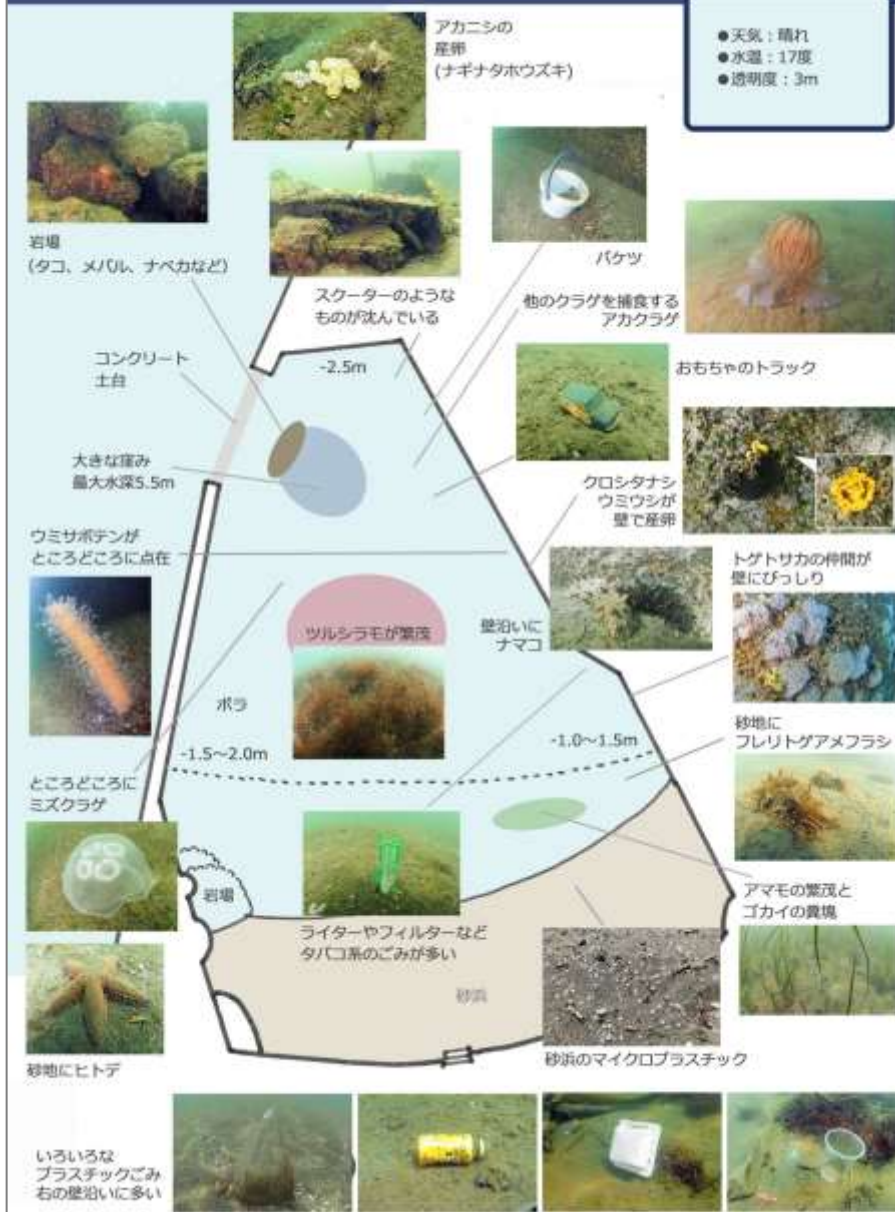 アカニシの
産卵
(ナギナタホウズキ)
●天気：晴れ
●水温：17度
●透明度：3m
岩場
(タコ、メバル、ナベカなど)
スクーターのような
ものが沈んでいる
バケツ
他のクラゲを捕食する
アカクラゲ
コンクリート
土台
-2.5m
おもちゃのトラック
大きな窪み
最大水深5.5m
クロシタナシ
ウミウシが
壁で産卵
ウミサボテンが
ところどころに点在
トゲトサカの仲間が
壁にびっしり
ツルシラモが繁茂
壁沿いに
ナマコ
ボラ
-1.5～2.0m
-1.0～1.5m
砂地に
フレリトゲアメフラシ
ところどころに
ミズクラゲ
岩場
アマモの繁茂と
ゴカイの糞塊
ライターやフィルターなど
タバコ系のごみが多い
砂浜
砂浜のマイクロプラスチック
砂地にヒトデ
いろいろな
プラスチックごみ
右の壁沿いに多い